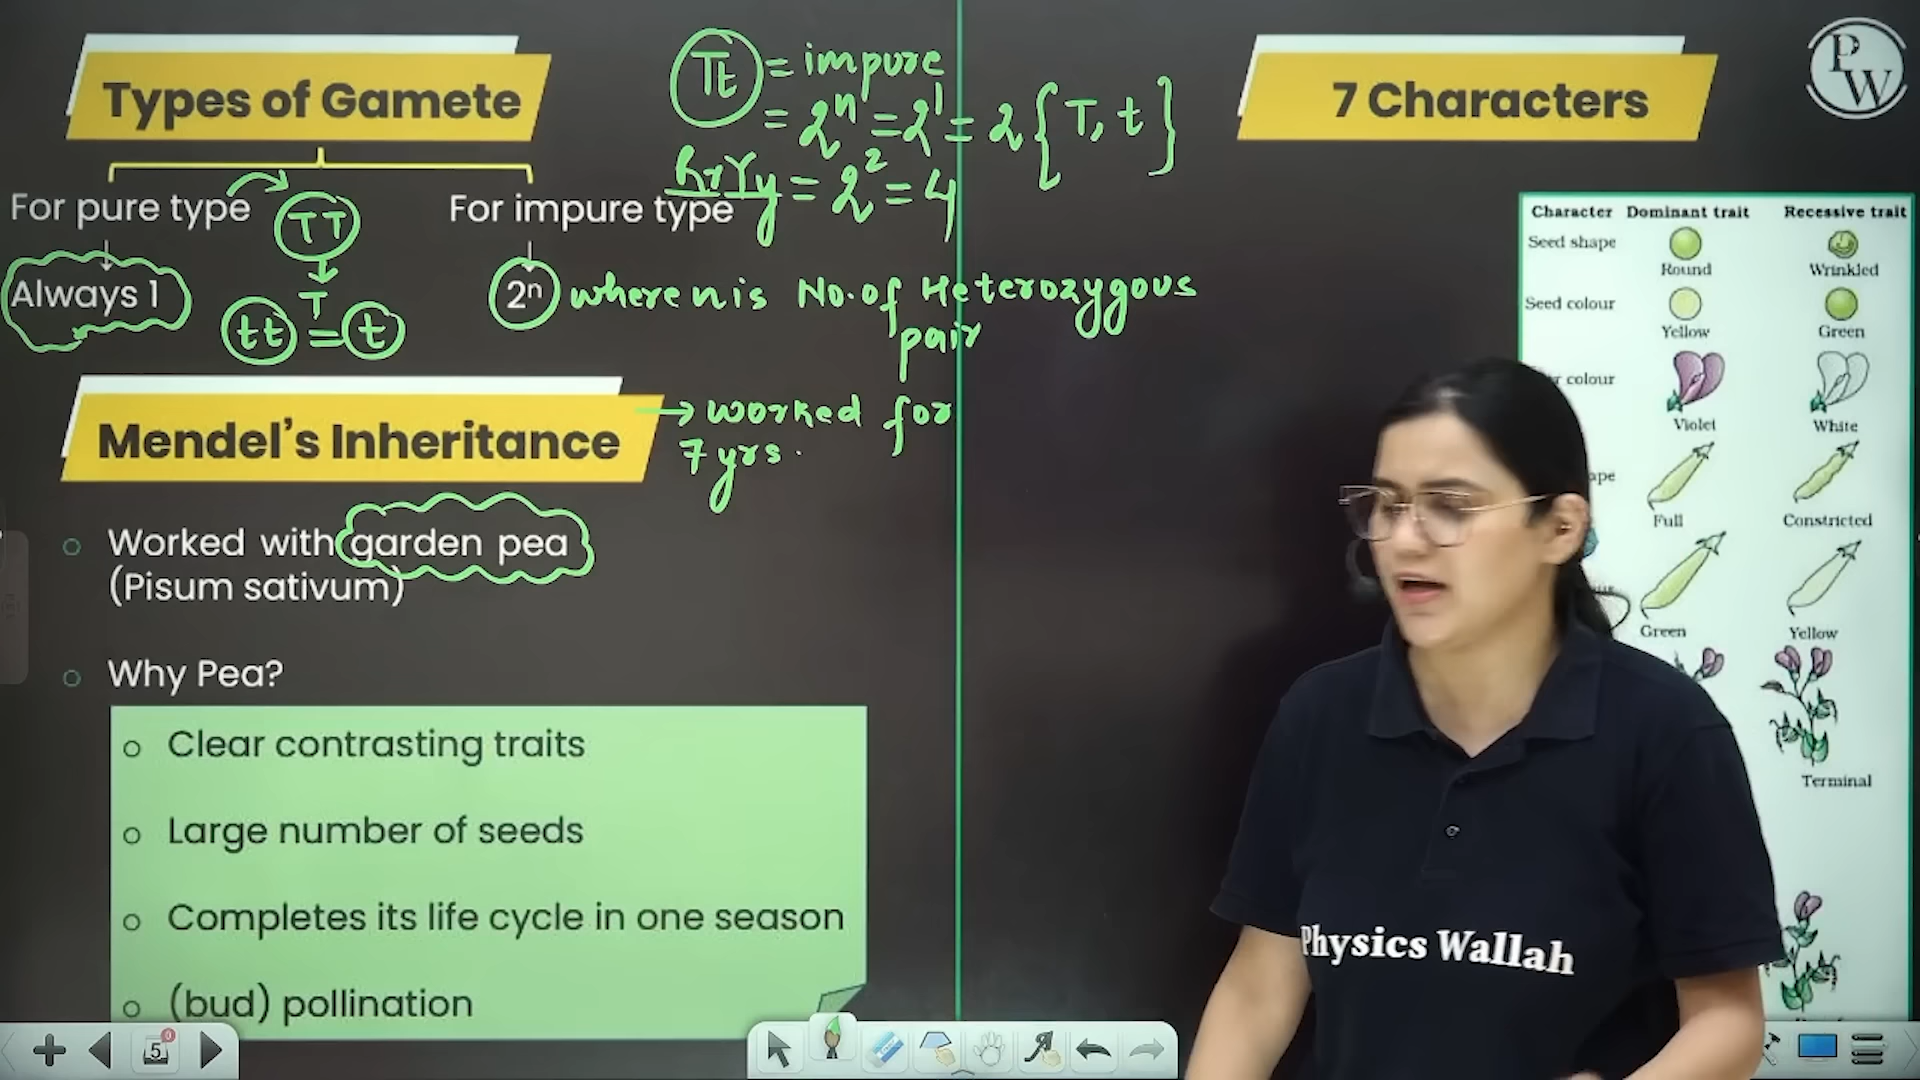 Types of Gamete
For pure type
TT
T
Always 1
tt = t
For impure type
2ⁿ where n is No. of Heterozygous
pair
Tt = impure
= 2ⁿ = 2¹ = 2 {T, t}
RrYy = 2² = 4
Mendel's Inheritance
→ worked for
7 yrs.
Worked with garden pea
(Pisum sativum)
Why Pea?
Clear contrasting traits
Large number of seeds
Completes its life cycle in one season
(bud) pollination
7 Characters
PW
Character Dominant trait Recessive trait
Seed shape
Round Wrinkled
Seed colour
Yellow Green
colour
Violet White
Full Constricted
Green Yellow
Terminal
Physics Wallah
5
0